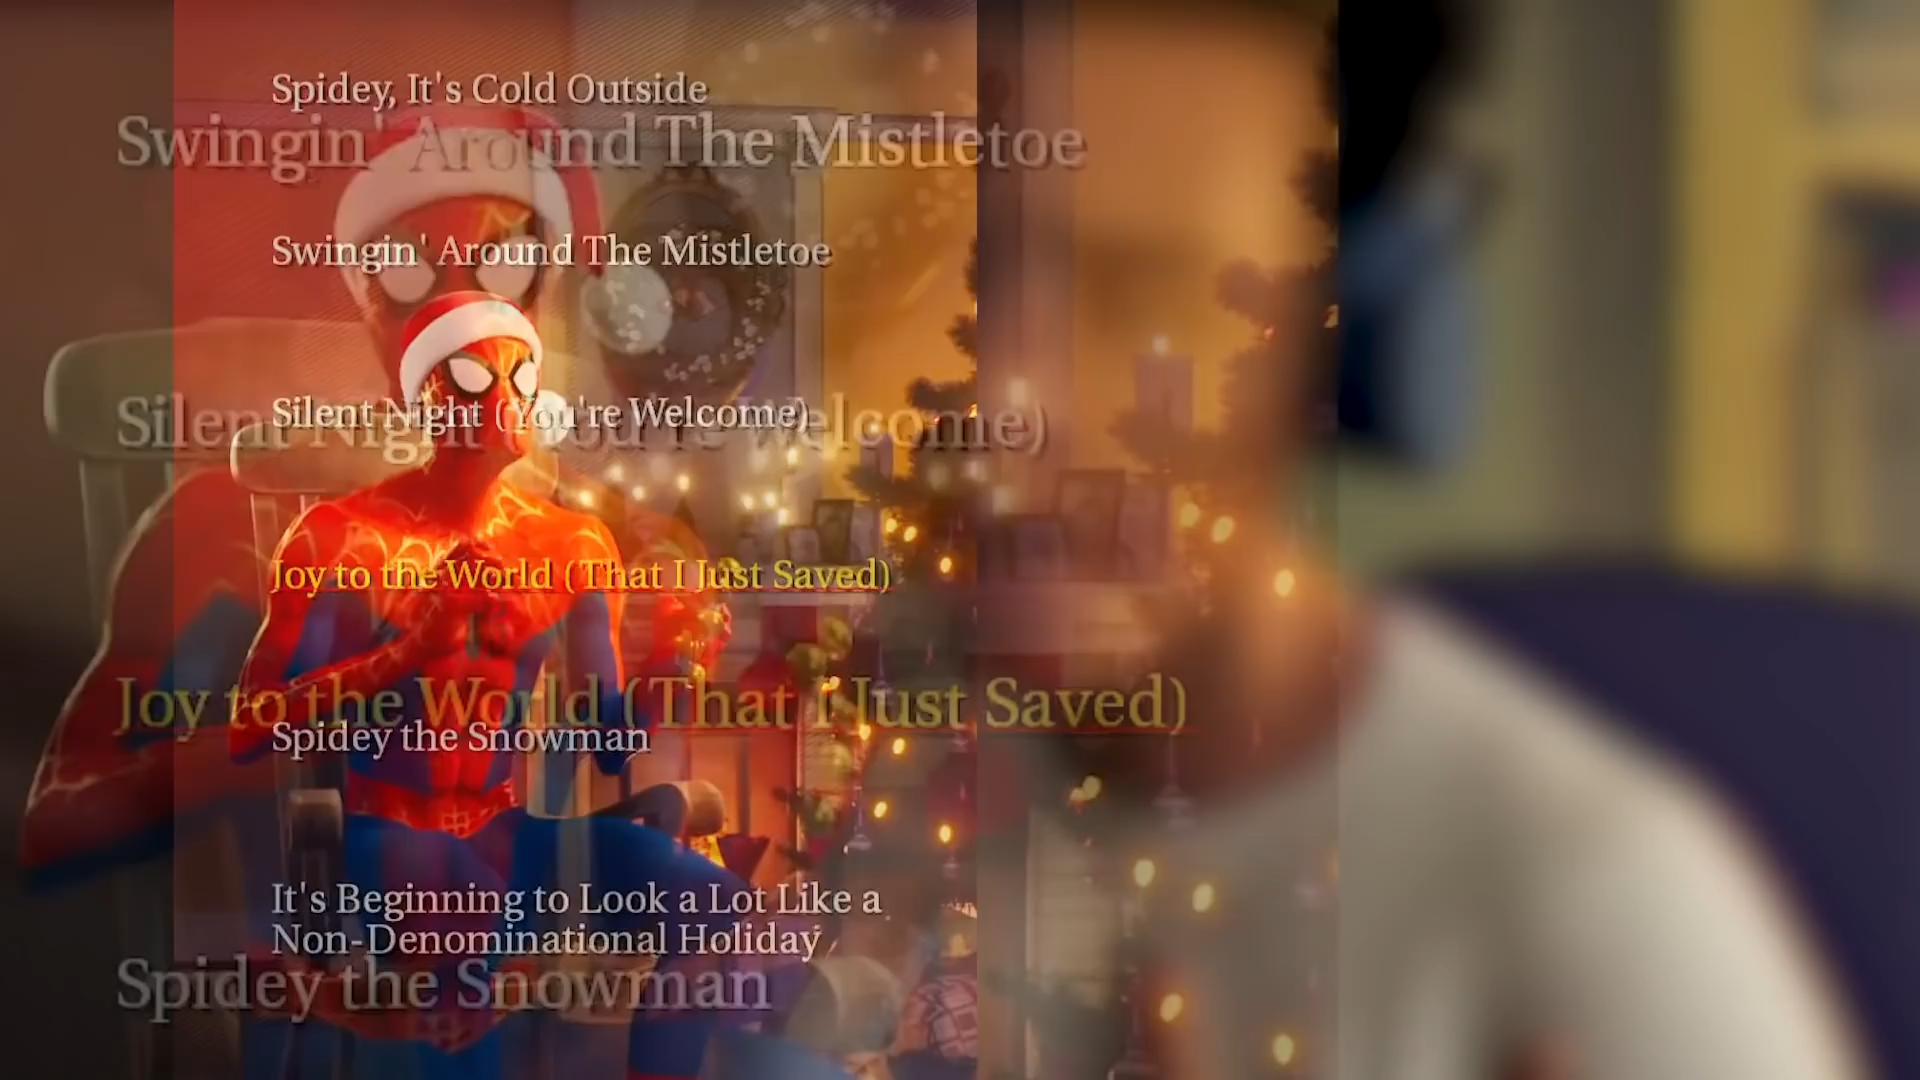 Spidey, It's Cold Outside
Swingin' Around The Mistletoe
Swingin' Around The Mistletoe
Silent Night (You're Welcome)
Silent Night (You're Welcome)
Joy to the World (That I Just Saved)
Joy to the World (That I Just Saved)
Spidey the Snowman
It's Beginning to Look a Lot Like a
Non-Denominational Holiday
Spidey the Snowman